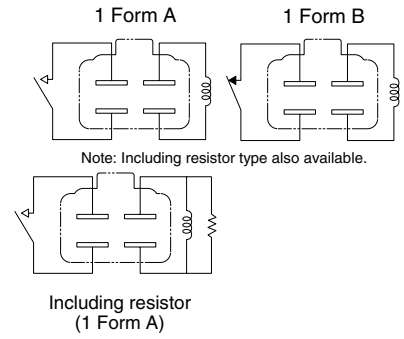 1 Form A
1 Form B
Note: Including resistor type also available.
Including resistor
(1 Form A)